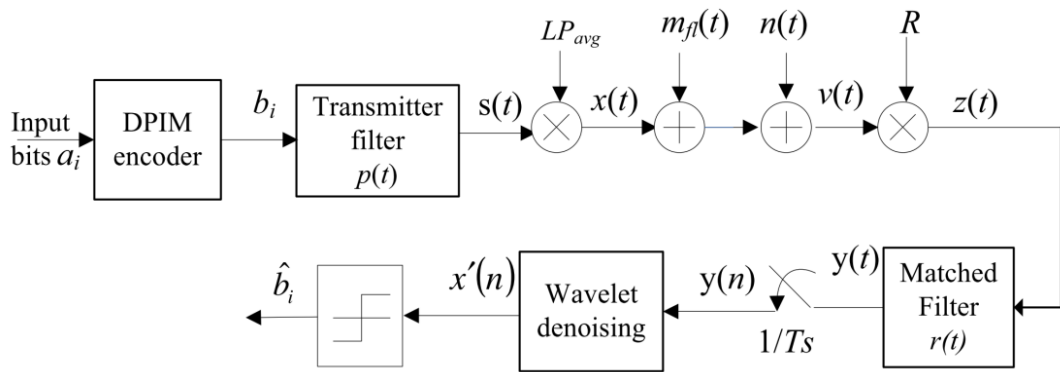 LP_avg
m_fl(t)
n(t)
R
Input
bits a_i
DPIM
encoder
b_i
Transmitter
filter
p(t)
s(t)
x(t)
v(t)
z(t)
b̂_i
x′(n)
Wavelet
denoising
y(n)
1/Ts
y(t)
Matched
Filter
r(t)